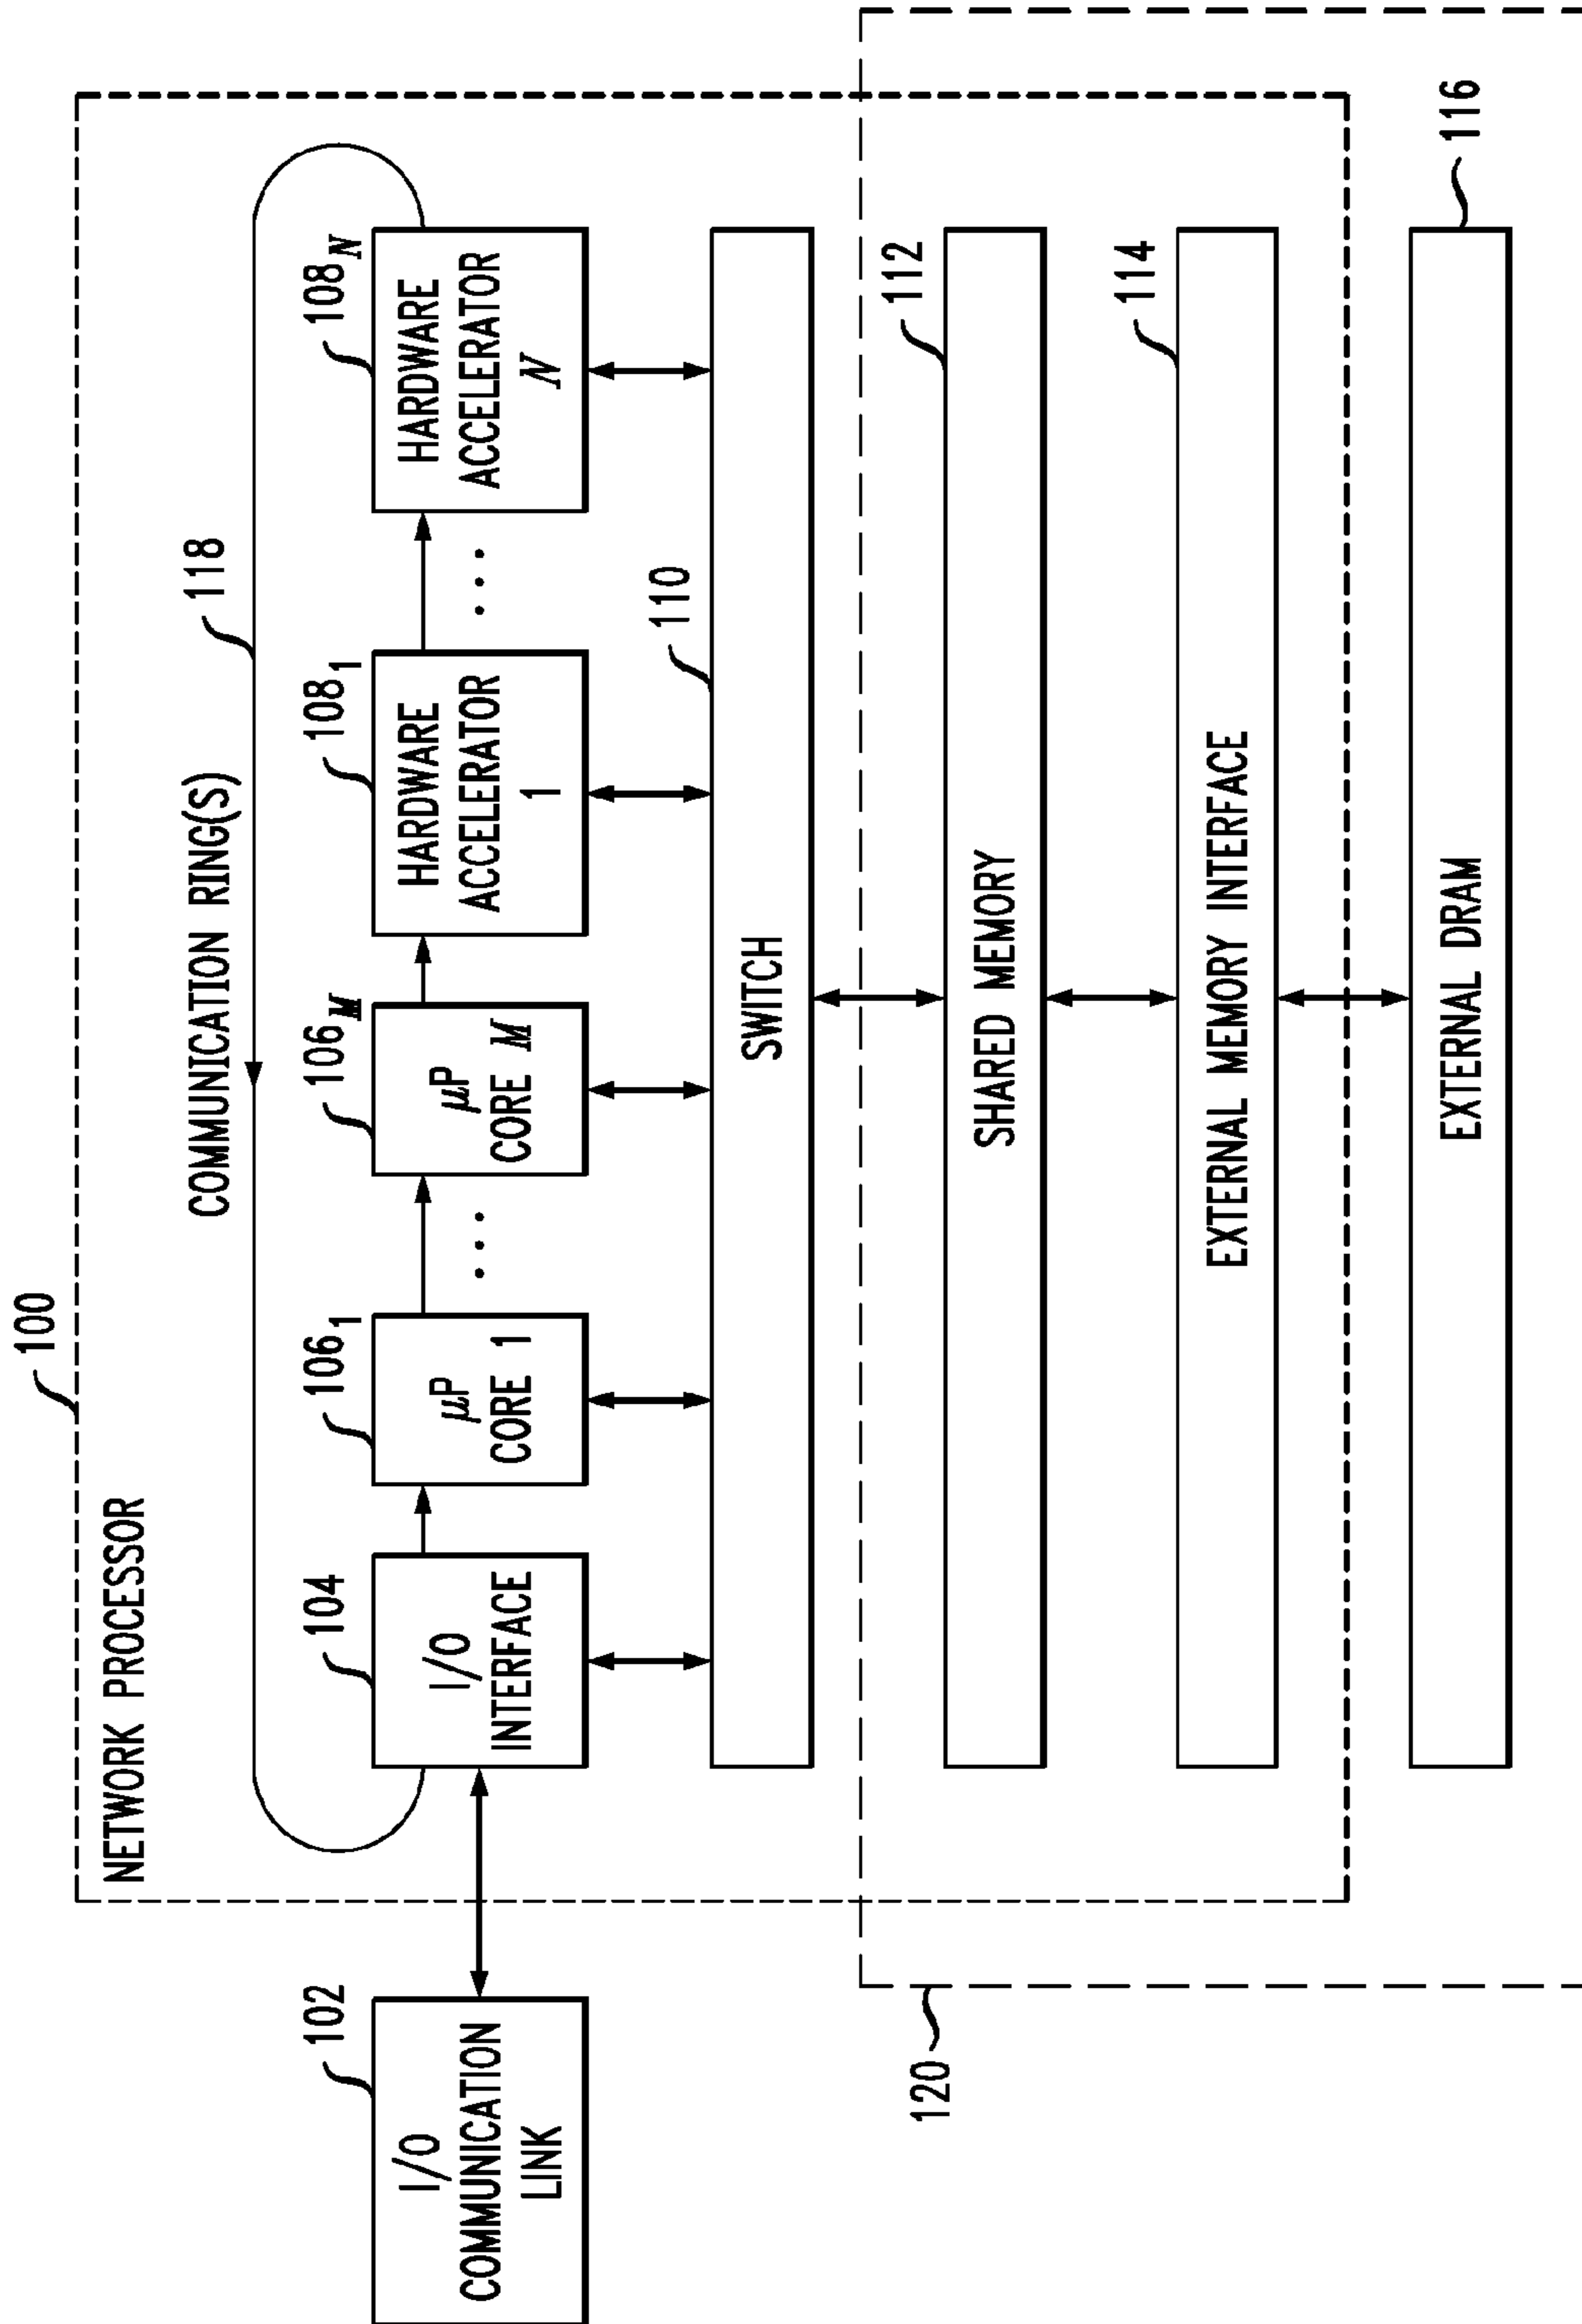 100
NETWORK PROCESSOR
COMMUNICATION RING(S)
118
102
I/O
COMMUNICATION
LINK
104
I/O
INTERFACE
106₁
µP
CORE 1
...
106M
µP
CORE M
108₁
HARDWARE
ACCELERATOR
1
...
108N
HARDWARE
ACCELERATOR
N
110
SWITCH
120
112
SHARED MEMORY
114
EXTERNAL MEMORY INTERFACE
116
EXTERNAL DRAM